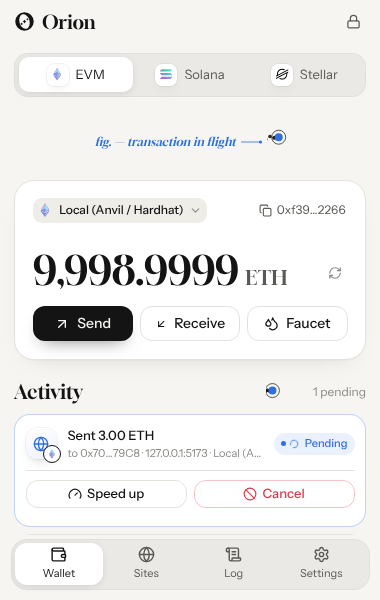 Orion
EVM
Solana
Stellar
fig. — transaction in flight
Local (Anvil / Hardhat)
0xf39...2266
9,998.9999 ETH
Send
Receive
Faucet
Activity
1 pending
Sent 3.00 ETH
Pending
to 0x70...79C8 · 127.0.0.1:5173 · Local (A...
Speed up
Cancel
Wallet
Sites
Log
Settings